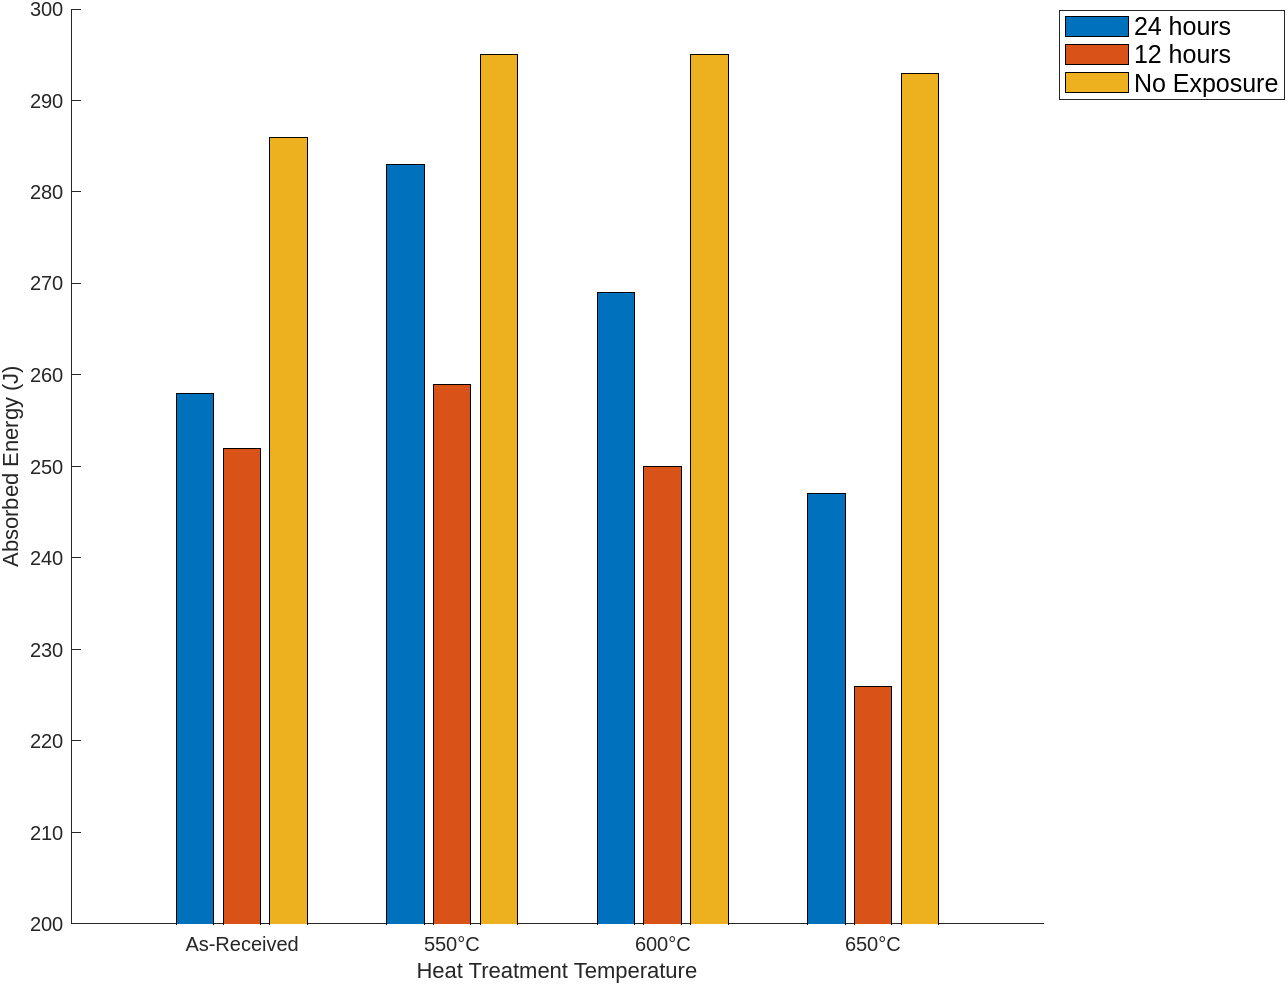 300
290
280
270
260
250
240
230
220
210
200
Absorbed Energy (J)
As-Received
550°C
600°C
650°C
Heat Treatment Temperature
24 hours
12 hours
No Exposure